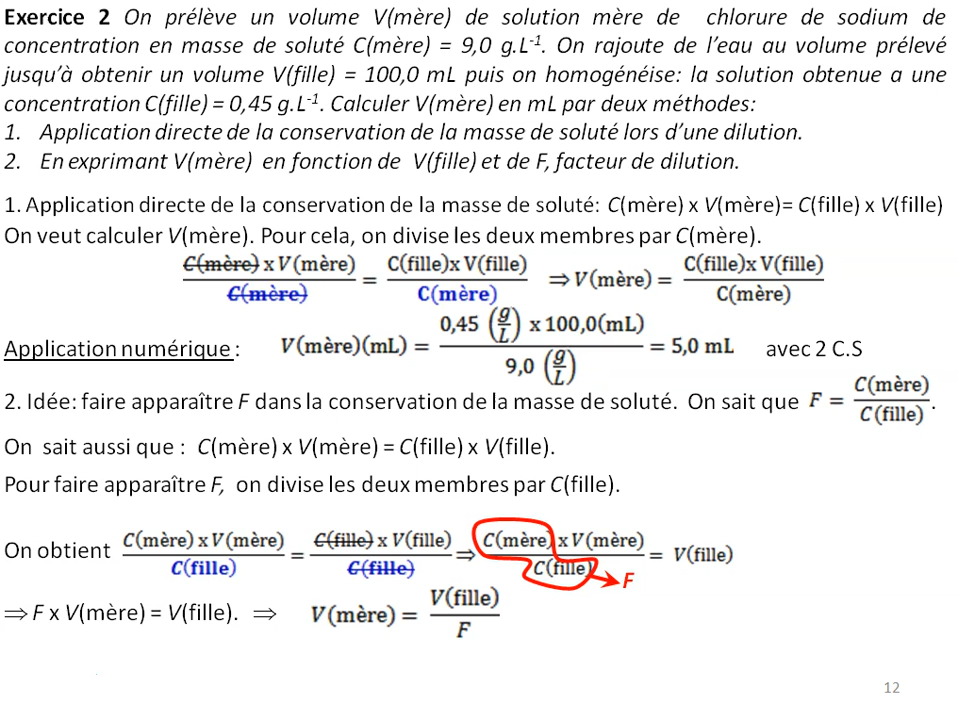 Exercice 2 On prélève un volume V(mère) de solution mère de chlorure de sodium de
concentration en masse de soluté C(mère) = 9,0 g.L⁻¹. On rajoute de l’eau au volume prélevé
jusqu’à obtenir un volume V(fille) = 100,0 mL puis on homogénéise: la solution obtenue a une
concentration C(fille) = 0,45 g.L⁻¹. Calculer V(mère) en mL par deux méthodes:
1. Application directe de la conservation de la masse de soluté lors d’une dilution.
2. En exprimant V(mère) en fonction de V(fille) et de F, facteur de dilution.
1. Application directe de la conservation de la masse de soluté: C(mère) x V(mère)= C(fille) x V(fille)
On veut calculer V(mère). Pour cela, on divise les deux membres par C(mère).
C(mère) x V(mère) / C(mère) = C(fille)x V(fille) / C(mère) ⇒ V(mère) = C(fille)x V(fille) / C(mère)
Application numérique : V(mère)(mL) = 0,45 (g/L) x 100,0(mL) / 9,0 (g/L) = 5,0 mL avec 2 C.S
2. Idée: faire apparaître F dans la conservation de la masse de soluté. On sait que F = C(mère) / C(fille).
On sait aussi que : C(mère) x V(mère) = C(fille) x V(fille).
Pour faire apparaître F, on divise les deux membres par C(fille).
On obtient C(mère) x V(mère) / C(fille) = C(fille) x V(fille) / C(fille) ⇒ C(mère) x V(mère) / C(fille) = V(fille)
F
⇒ F x V(mère) = V(fille). ⇒ V(mère) = V(fille) / F
12